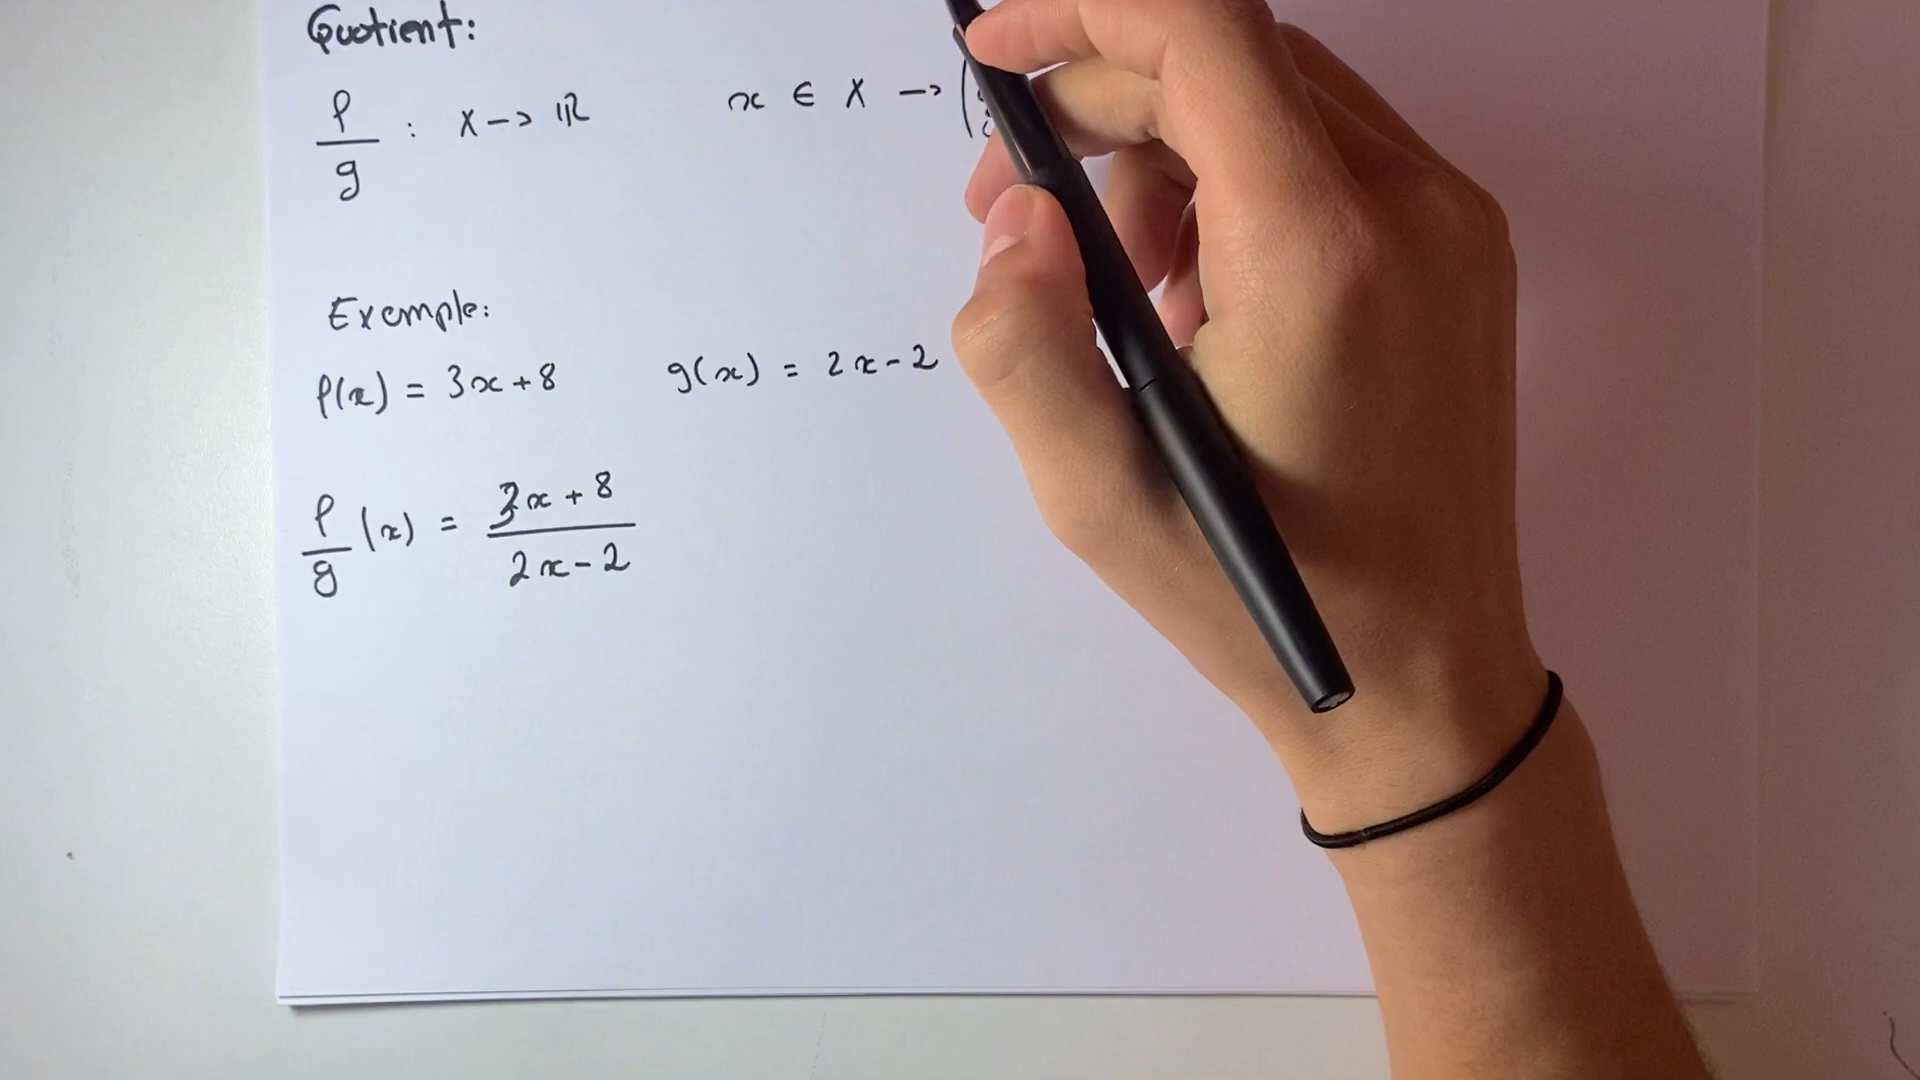 Quotient:
f/g : X → ℝ x ∈ X → (
Exemple:
f(x) = 3x + 8 g(x) = 2x - 2
f/g (x) = 3x + 8 / 2x - 2